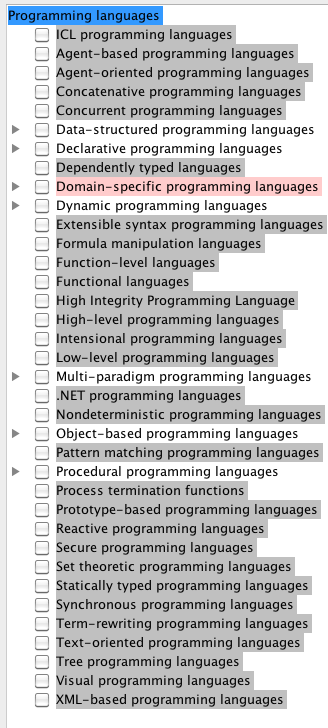 Programming languages
ICL programming languages
Agent-based programming languages
Agent-oriented programming languages
Concatenative programming languages
Concurrent programming languages
Data-structured programming languages
Declarative programming languages
Dependently typed languages
Domain-specific programming languages
Dynamic programming languages
Extensible syntax programming languages
Formula manipulation languages
Function-level languages
Functional languages
High Integrity Programming Language
High-level programming languages
Intensional programming languages
Low-level programming languages
Multi-paradigm programming languages
.NET programming languages
Nondeterministic programming languages
Object-based programming languages
Pattern matching programming languages
Procedural programming languages
Process termination functions
Prototype-based programming languages
Reactive programming languages
Secure programming languages
Set theoretic programming languages
Statically typed programming languages
Synchronous programming languages
Term-rewriting programming languages
Text-oriented programming languages
Tree programming languages
Visual programming languages
XML-based programming languages